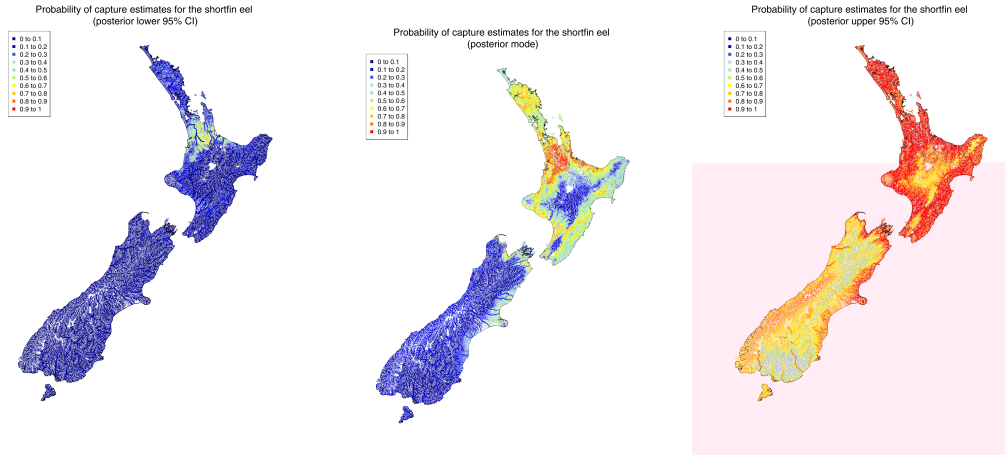 Probability of capture estimates for the shortfin eel
(posterior lower 95% CI)
0 to 0.1
0.1 to 0.2
0.2 to 0.3
0.3 to 0.4
0.4 to 0.5
0.5 to 0.6
0.6 to 0.7
0.7 to 0.8
0.8 to 0.9
0.9 to 1
Probability of capture estimates for the shortfin eel
(posterior mode)
0 to 0.1
0.1 to 0.2
0.2 to 0.3
0.3 to 0.4
0.4 to 0.5
0.5 to 0.6
0.6 to 0.7
0.7 to 0.8
0.8 to 0.9
0.9 to 1
Probability of capture estimates for the shortfin eel
(posterior upper 95% CI)
0 to 0.1
0.1 to 0.2
0.2 to 0.3
0.3 to 0.4
0.4 to 0.5
0.5 to 0.6
0.6 to 0.7
0.7 to 0.8
0.8 to 0.9
0.9 to 1